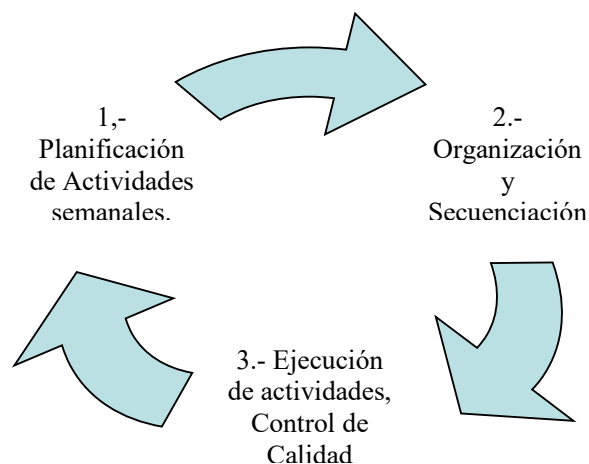 1,-
Planificación
de Actividades
semanales.
2.-
Organización
y
Secuenciación
3.- Ejecución
de actividades,
Control de
Calidad